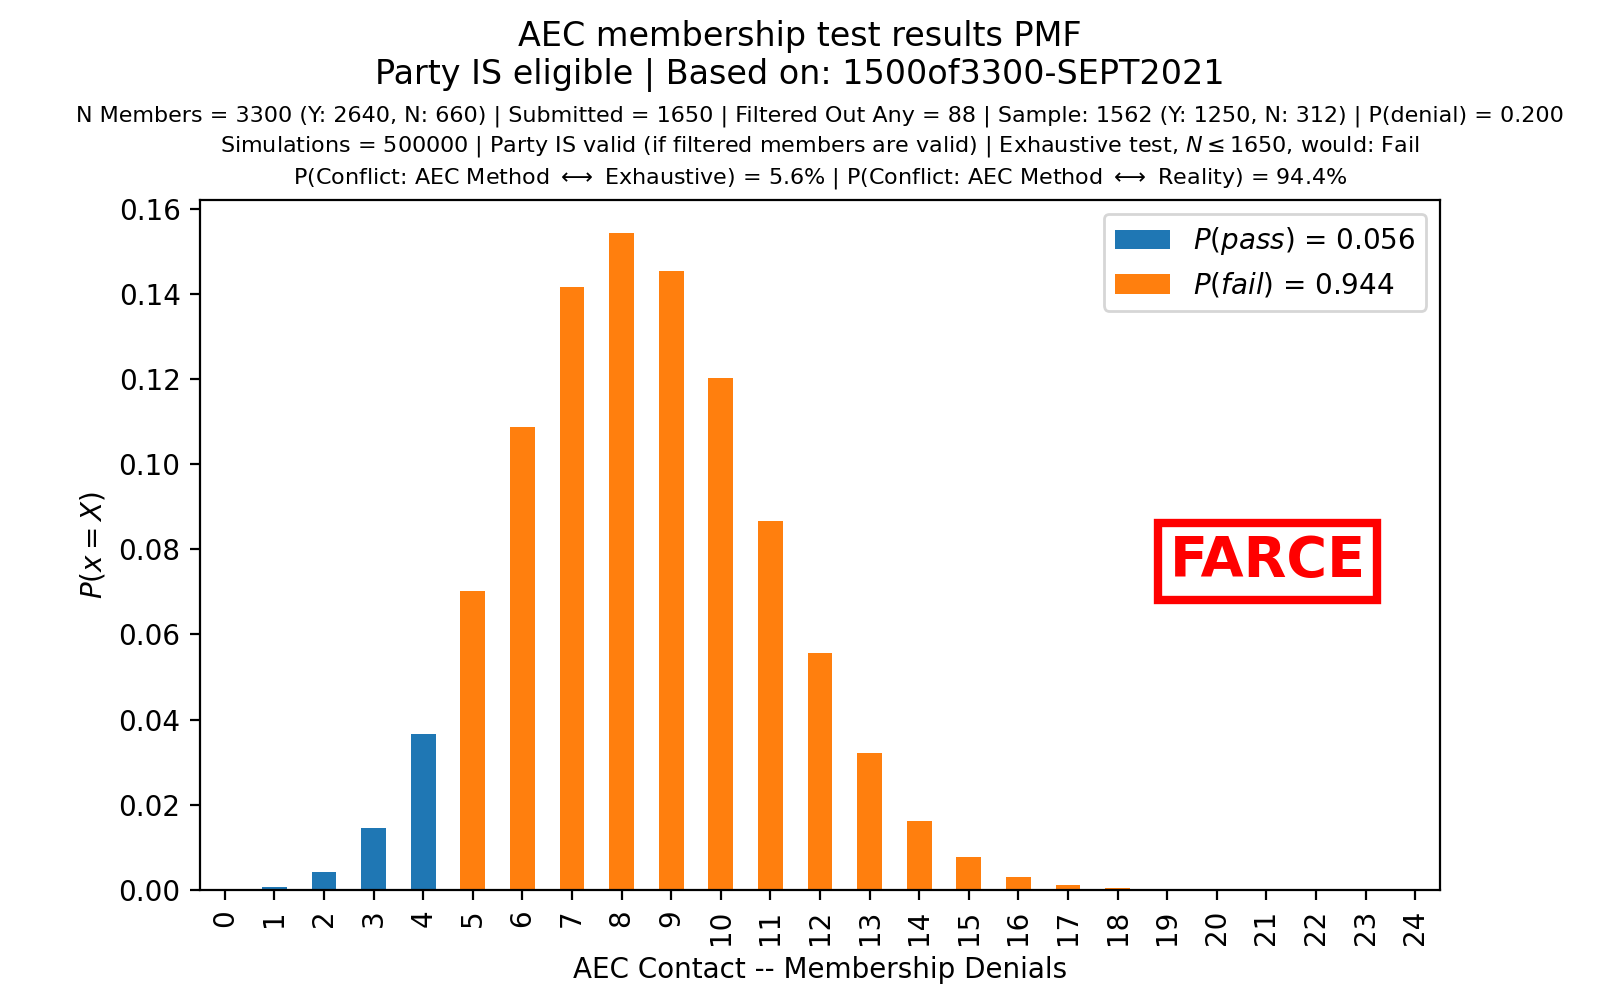 AEC membership test results PMF
Party IS eligible | Based on: 1500of3300-SEPT2021
N Members = 3300 (Y: 2640, N: 660) | Submitted = 1650 | Filtered Out Any = 88 | Sample: 1562 (Y: 1250, N: 312) | P(denial) = 0.200
Simulations = 500000 | Party IS valid (if filtered members are valid) | Exhaustive test, N ≤ 1650, would: Fail
P(Conflict: AEC Method ⟷ Exhaustive) = 5.6% | P(Conflict: AEC Method ⟷ Reality) = 94.4%
P(pass) = 0.056
P(fail) = 0.944
FARCE
P(x = X)
0.16
0.14
0.12
0.10
0.08
0.06
0.04
0.02
0.00
0 1 2 3 4 5 6 7 8 9 10 11 12 13 14 15 16 17 18 19 20 21 22 23 24
AEC Contact -- Membership Denials